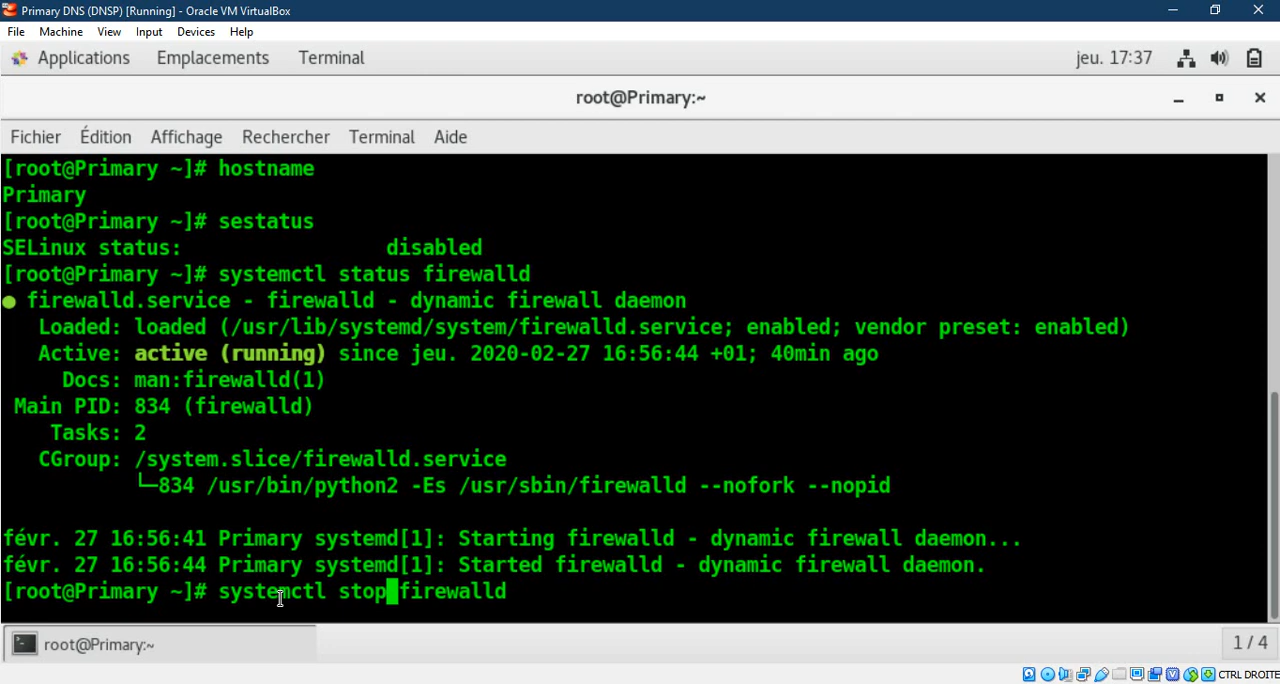 Primary DNS (DNSP) [Running] - Oracle VM VirtualBox
File Machine View Input Devices Help
Applications Emplacements Terminal jeu. 17:37
root@Primary:~
Fichier Édition Affichage Rechercher Terminal Aide
[root@Primary ~]# hostname
Primary
[root@Primary ~]# sestatus
SELinux status: disabled
[root@Primary ~]# systemctl status firewalld
● firewalld.service - firewalld - dynamic firewall daemon
Loaded: loaded (/usr/lib/systemd/system/firewalld.service; enabled; vendor preset: enabled)
Active: active (running) since jeu. 2020-02-27 16:56:44 +01; 40min ago
Docs: man:firewalld(1)
Main PID: 834 (firewalld)
Tasks: 2
CGroup: /system.slice/firewalld.service
└─834 /usr/bin/python2 -Es /usr/sbin/firewalld --nofork --nopid
févr. 27 16:56:41 Primary systemd[1]: Starting firewalld - dynamic firewall daemon...
févr. 27 16:56:44 Primary systemd[1]: Started firewalld - dynamic firewall daemon.
[root@Primary ~]# systemctl stop firewalld
root@Primary:~ 1 / 4
CTRL DROITE